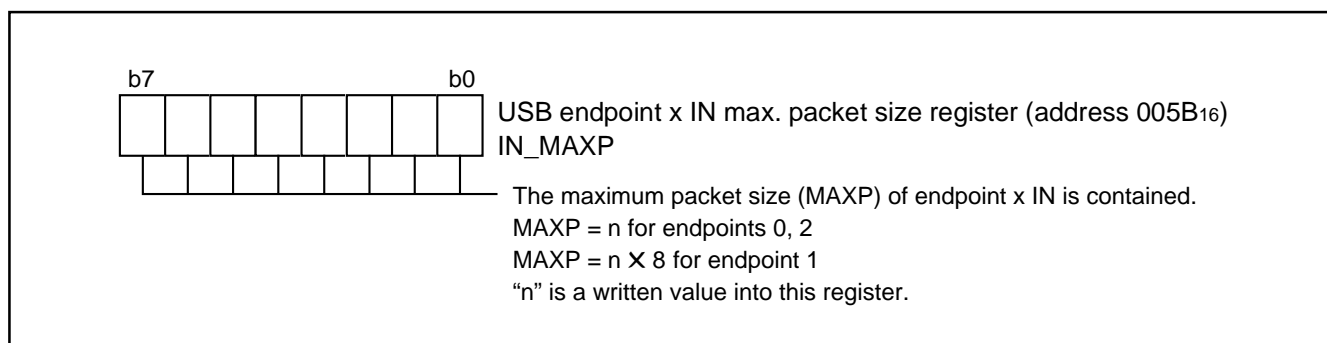 b7 b0
USB endpoint x IN max. packet size register (address 005B16)
IN_MAXP
The maximum packet size (MAXP) of endpoint x IN is contained.
MAXP = n for endpoints 0, 2
MAXP = n ✕ 8 for endpoint 1
“n” is a written value into this register.